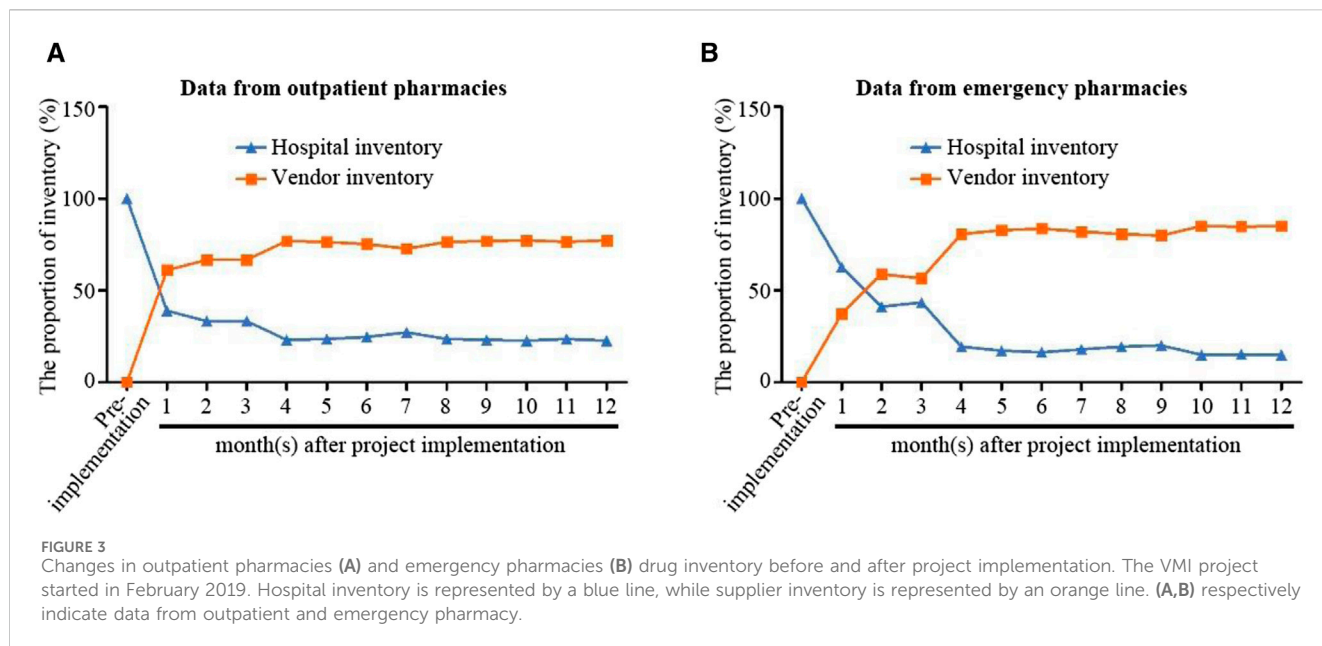 A
Data from outpatient pharmacies
The proportion of inventory (%)
150
100
50
0
Hospital inventory
Vendor inventory
Pre-
implementation
1 2 3 4 5 6 7 8 9 10 11 12
month(s) after project implementation
B
Data from emergency pharmacies
The proportion of inventory (%)
150
100
50
0
Hospital inventory
Vendor inventory
Pre-
implementation
1 2 3 4 5 6 7 8 9 10 11 12
month(s) after project implementation
FIGURE 3
Changes in outpatient pharmacies (A) and emergency pharmacies (B) drug inventory before and after project implementation. The VMI project
started in February 2019. Hospital inventory is represented by a blue line, while supplier inventory is represented by an orange line. (A,B) respectively
indicate data from outpatient and emergency pharmacy.